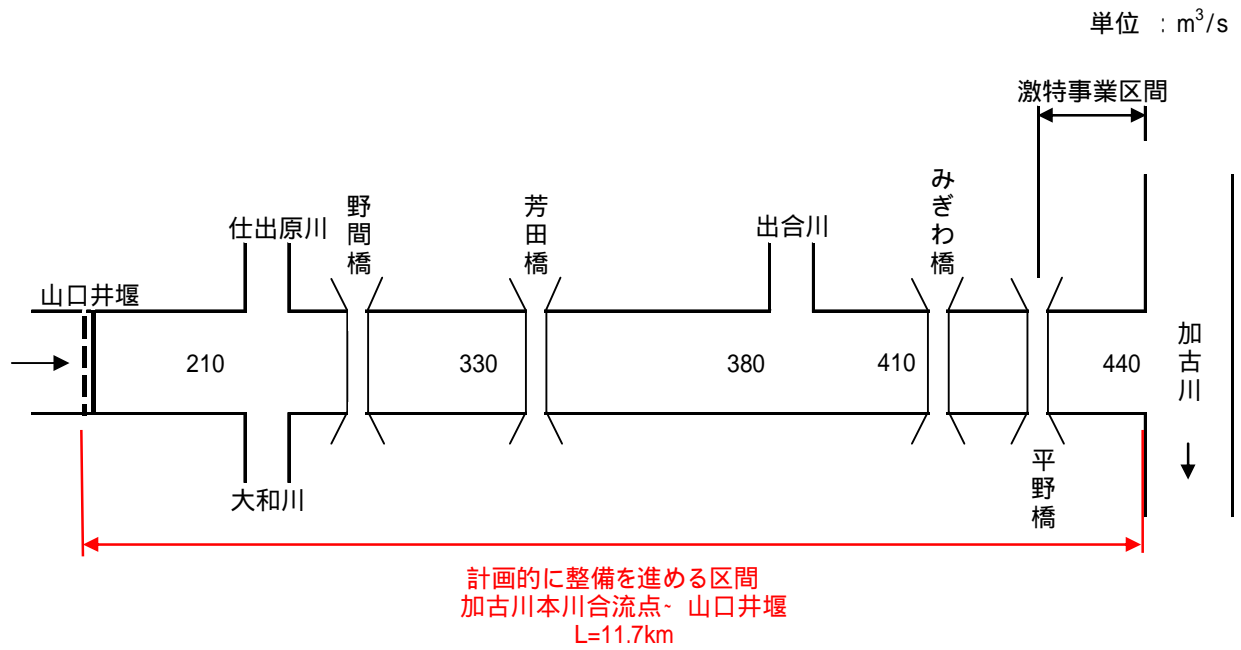 単位 : m³/s
激特事業区間
みぎわ橋
野間橋
芳田橋
仕出原川
出合川
山口井堰
210
330
380
410
440
加古川
平野橋
大和川
計画的に整備を進める区間
加古川本川合流点~ 山口井堰
L=11.7km